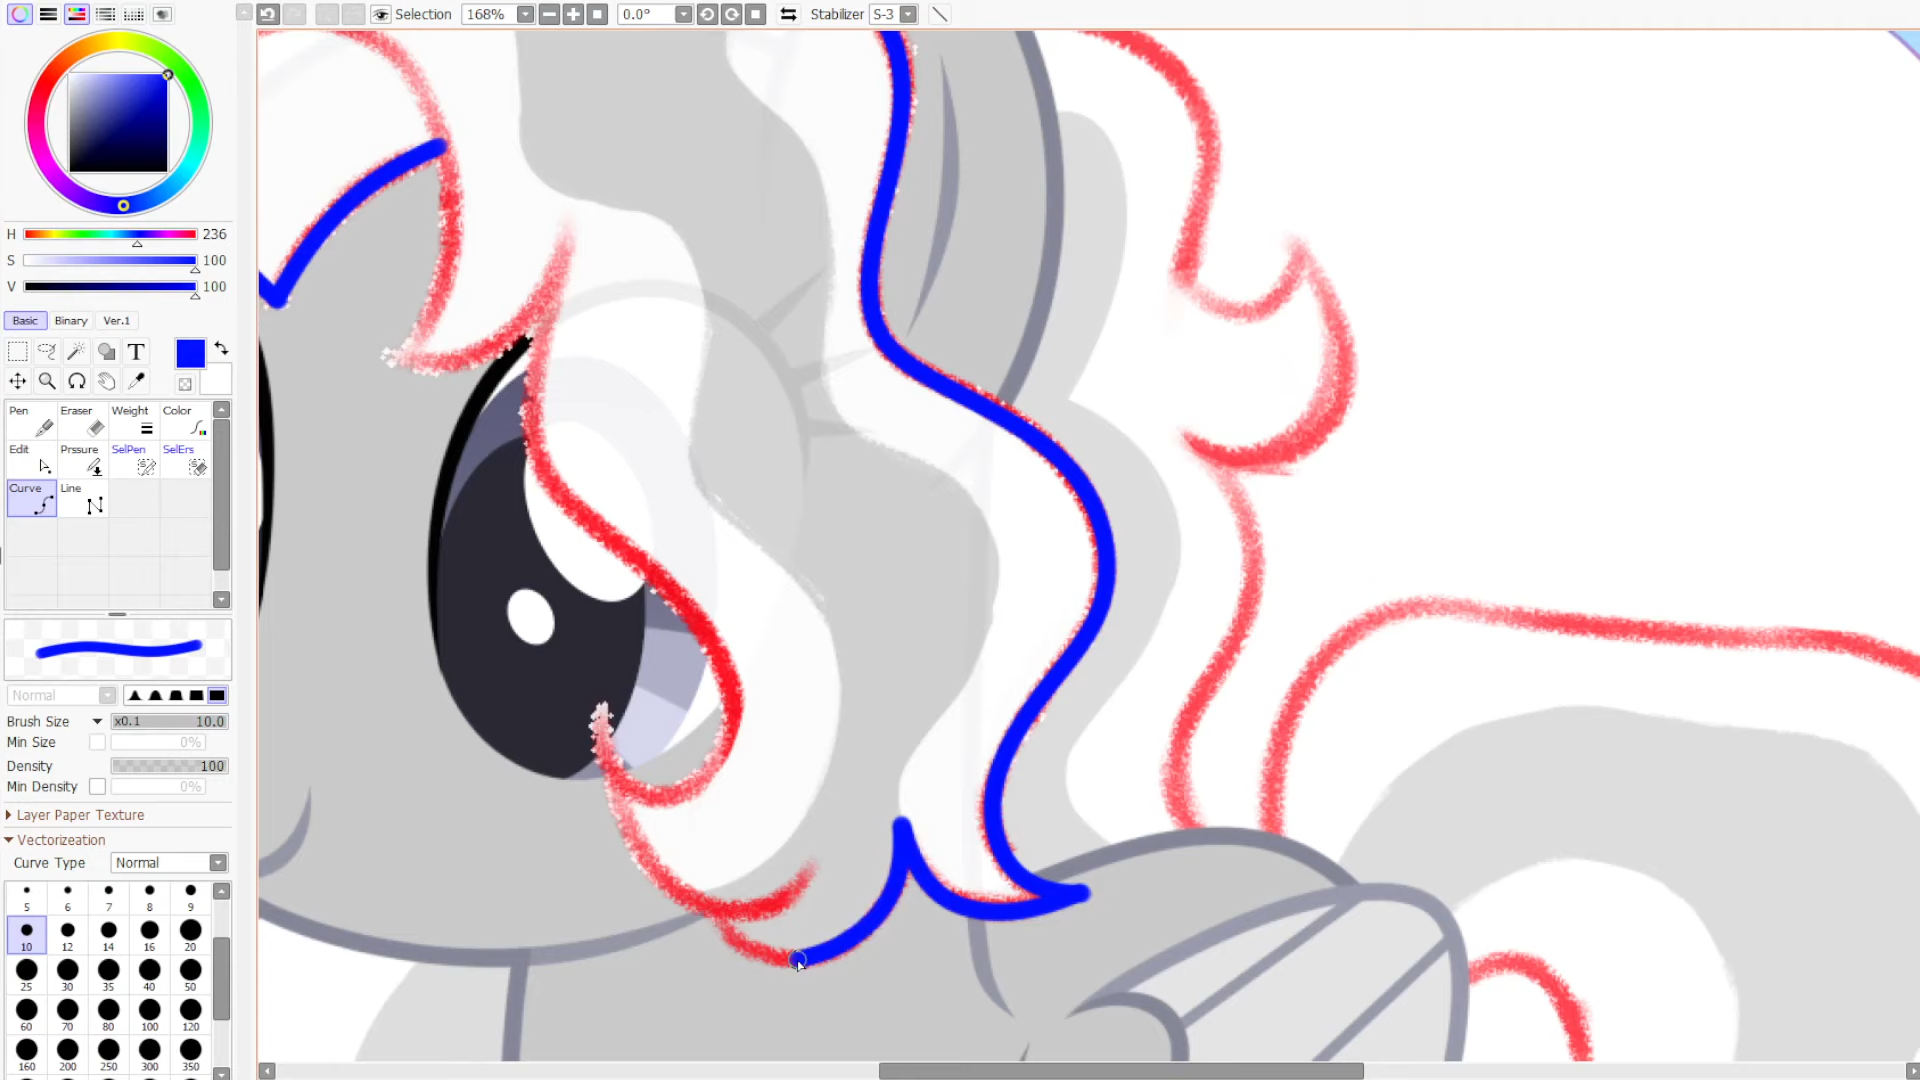 Selection 168% 0.0° Stabilizer S-3
H 236
S 100
V 100
Basic Binary Ver.1
T
Pen Eraser Weight Color
Edit Prssure SelPen SelErs
Curve Line
Normal
Brush Size x0.1 10.0
Min Size 0%
Density 100
Min Density 0%
Layer Paper Texture
Vectorizeation
Curve Type Normal
5 6 7 8 9
10 12 14 16 20
25 30 35 40 50
60 70 80 100 120
160 200 250 300 350